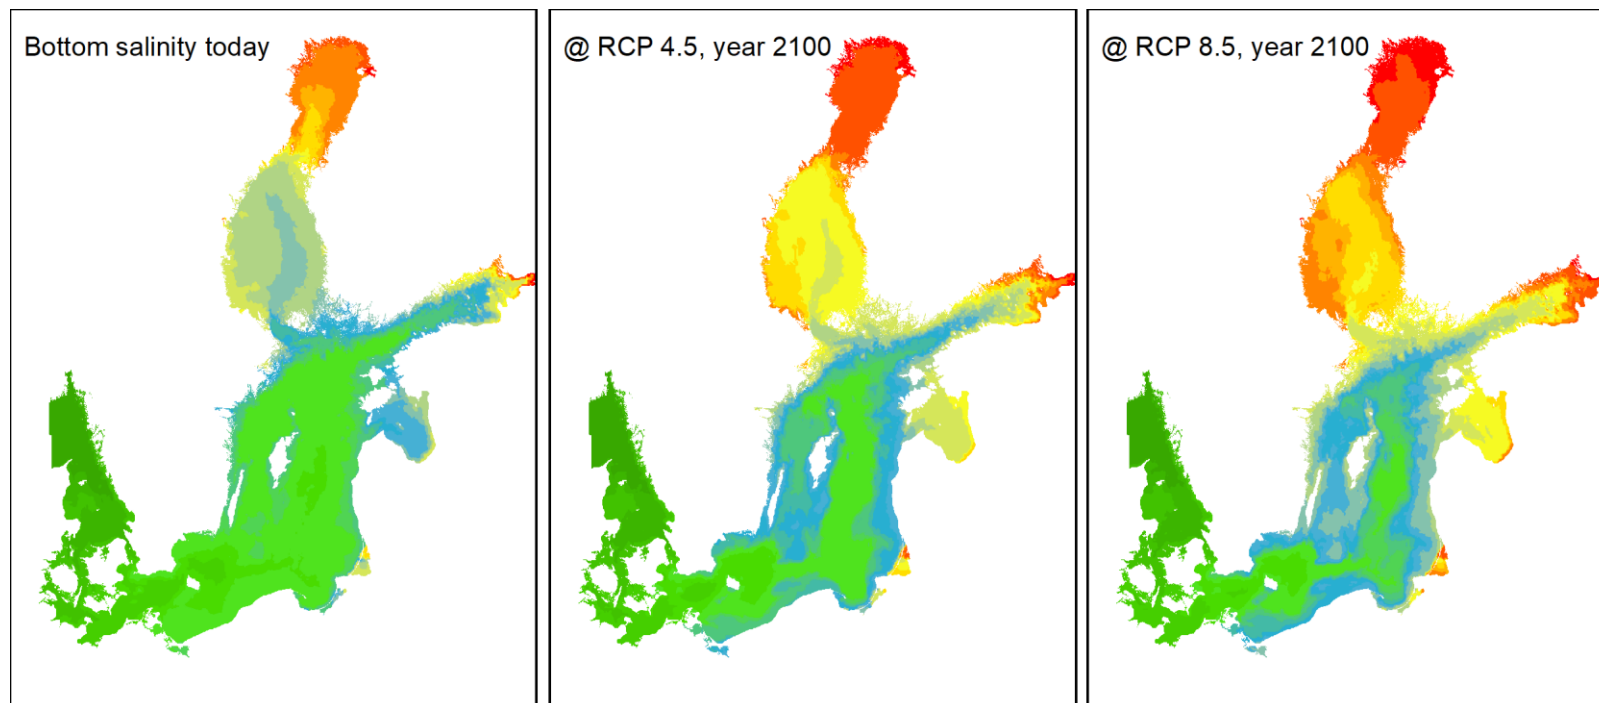 Bottom salinity today
@ RCP 4.5, year 2100
@ RCP 8.5, year 2100